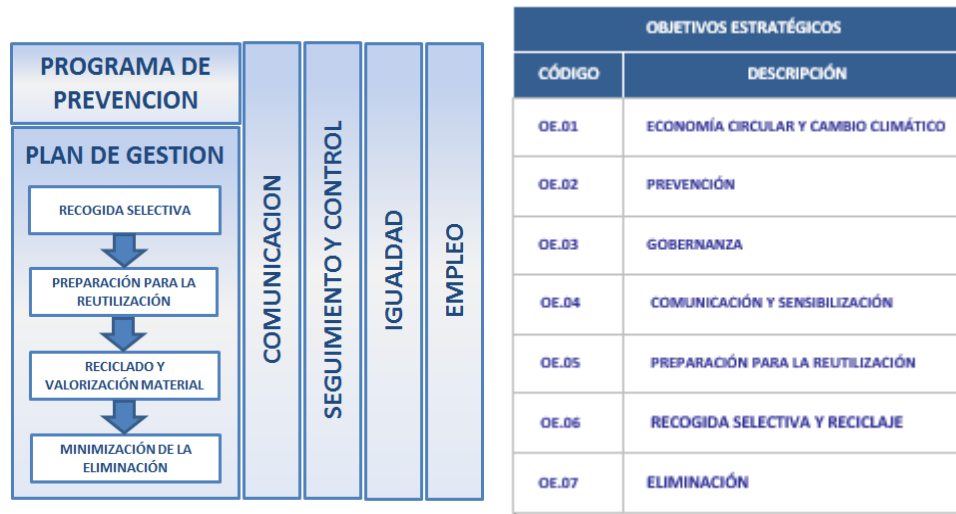 PROGRAMA DE
PREVENCION
PLAN DE GESTION
RECOGIDA SELECTIVA
PREPARACIÓN PARA LA
REUTILIZACIÓN
RECICLADO Y
VALORIZACIÓN MATERIAL
MINIMIZACIÓN DE LA
ELIMINACIÓN
COMUNICACION
SEGUIMIENTO Y CONTROL
IGUALDAD
EMPLEO
OBJETIVOS ESTRATÉGICOS
CÓDIGO DESCRIPCIÓN
OE.01 ECONOMÍA CIRCULAR Y CAMBIO CLIMÁTICO
OE.02 PREVENCIÓN
OE.03 GOBERNANZA
OE.04 COMUNICACIÓN Y SENSIBILIZACIÓN
OE.05 PREPARACIÓN PARA LA REUTILIZACIÓN
OE.06 RECOGIDA SELECTIVA Y RECICLAJE
OE.07 ELIMINACIÓN